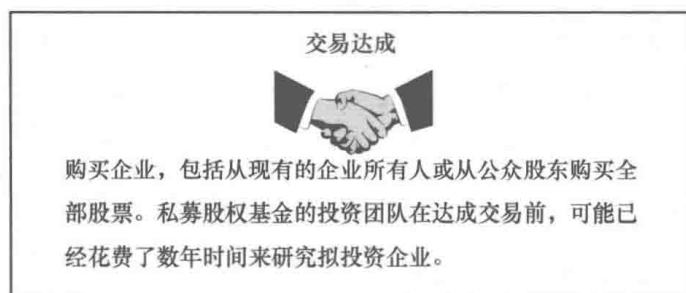 交易达成
购买企业，包括从现有的企业所有人或从公众股东购买全
部股票。私募股权基金的投资团队在达成交易前，可能已
经花费了数年时间来研究拟投资企业。